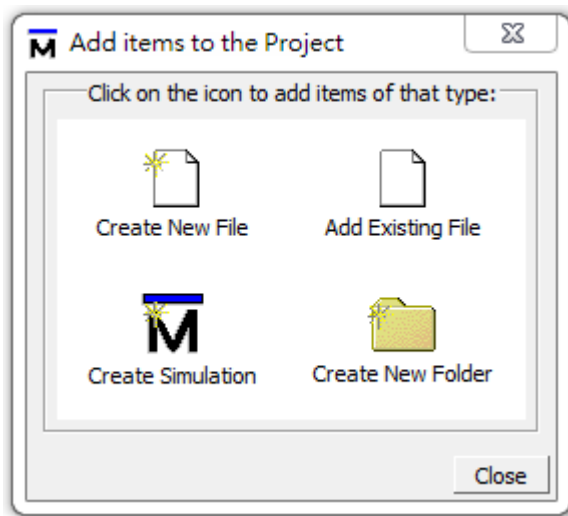 Add items to the Project
Click on the icon to add items of that type:
Create New File
Add Existing File
Create Simulation
Create New Folder
Close